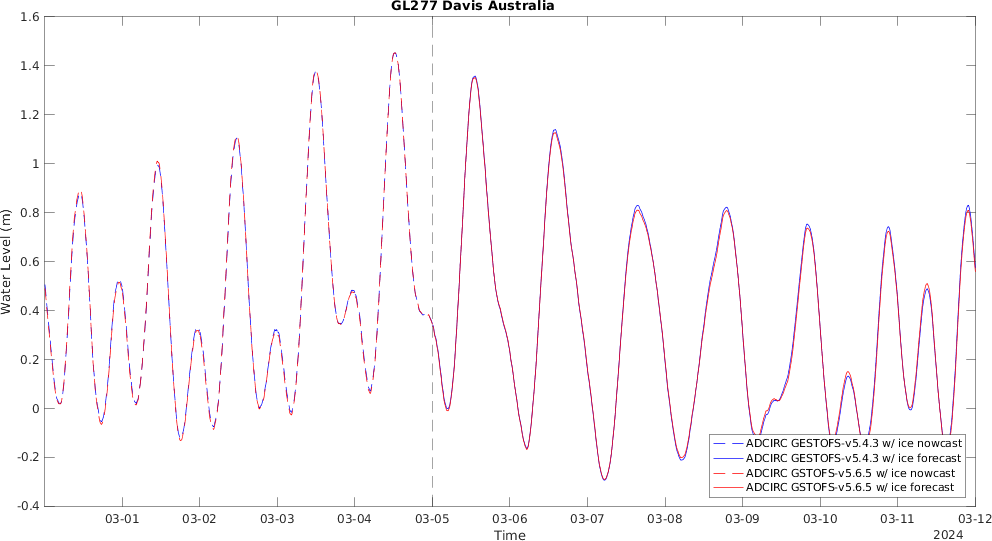 GL277 Davis Australia
1.6
1.4
1.2
1
0.8
0.6
0.4
0.2
0
-0.2
-0.4
Water Level (m)
ADCIRC GESTOFS-v5.4.3 w/ ice nowcast
ADCIRC GESTOFS-v5.4.3 w/ ice forecast
ADCIRC GSTOFS-v5.6.5 w/ ice nowcast
ADCIRC GSTOFS-v5.6.5 w/ ice forecast
03-01 03-02 03-03 03-04 03-05 03-06 03-07 03-08 03-09 03-10 03-11 03-12
Time
2024